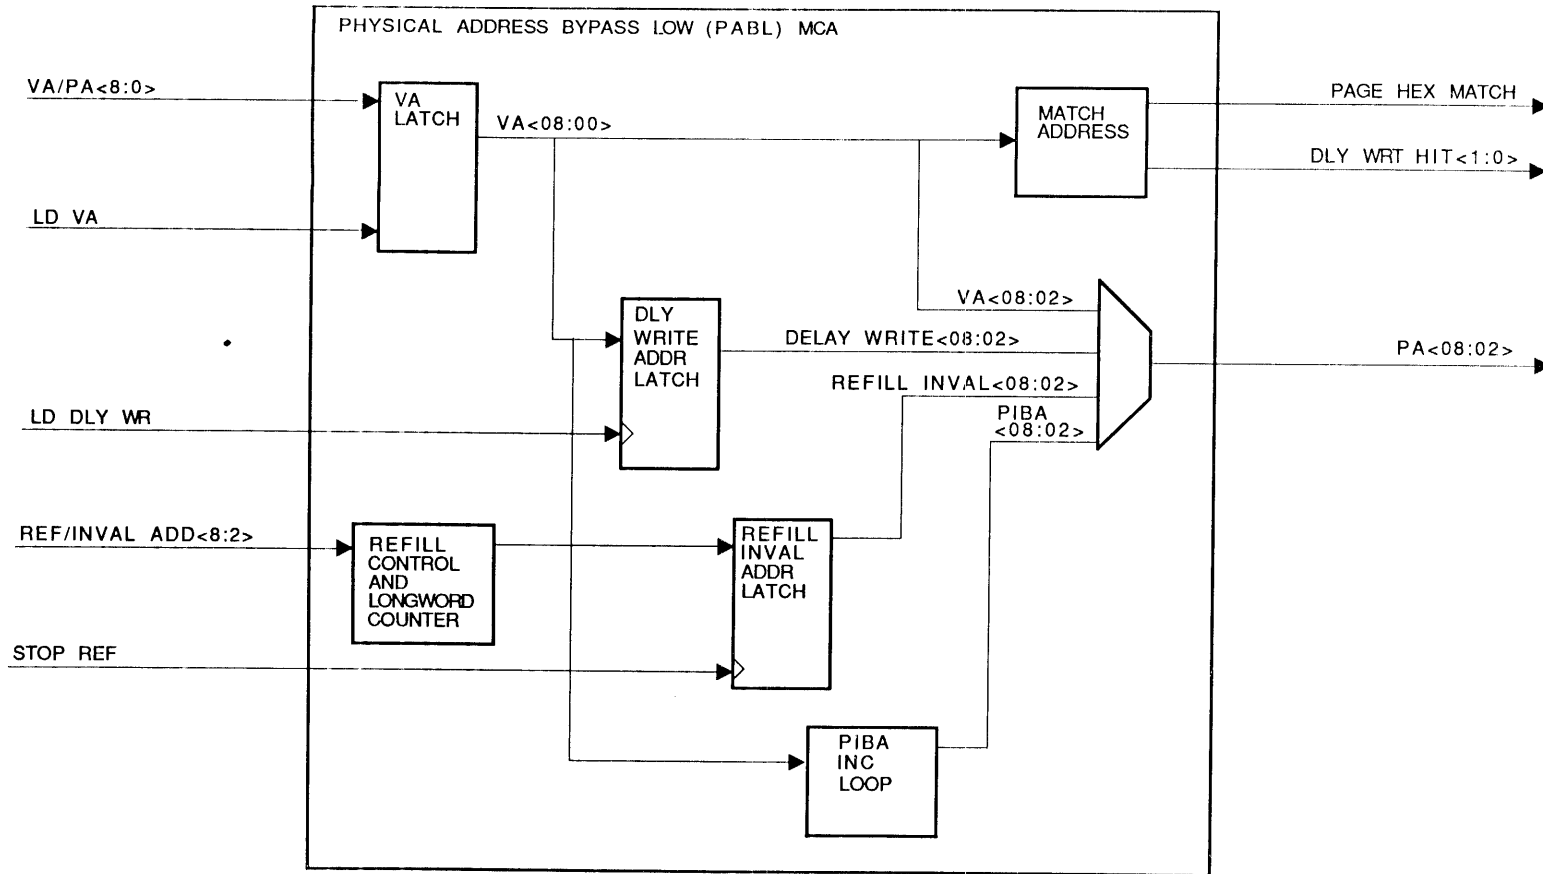 PHYSICAL ADDRESS BYPASS LOW (PABL) MCA
VA/PA<8:0>
VA
LATCH
VA<08:00>
MATCH
ADDRESS
PAGE HEX MATCH
DLY WRT HIT<1:0>
LD VA
VA<08:02>
DLY
WRITE
ADDR
LATCH
DELAY WRITE<08:02>
PA<08:02>
REFILL INVAL<08:02>
PIBA
<08:02>
LD DLY WR
REF/INVAL ADD<8:2>
REFILL
CONTROL
AND
LONGWORD
COUNTER
REFILL
INVAL
ADDR
LATCH
STOP REF
PIBA
INC
LOOP